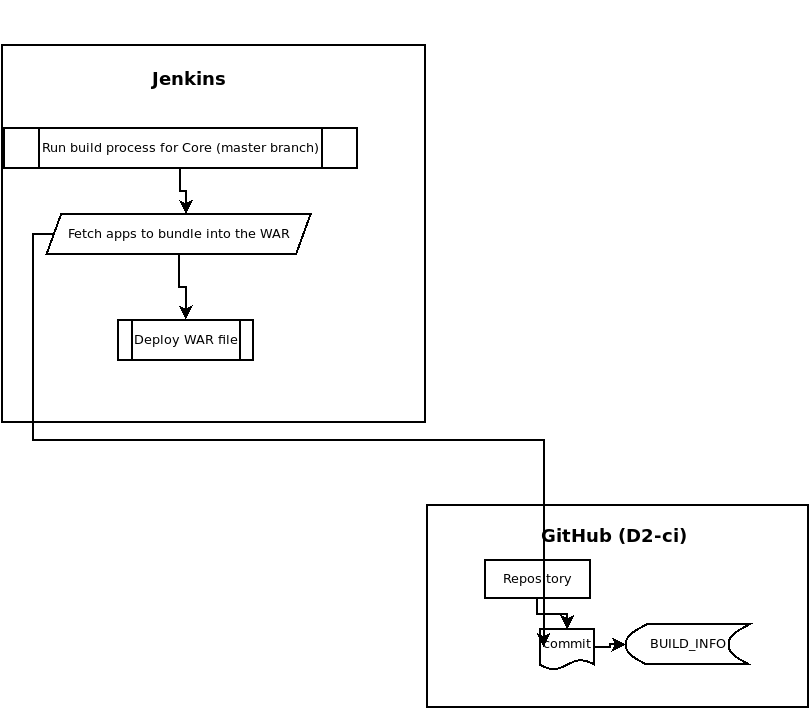 Jenkins
Run build process for Core (master branch)
Fetch apps to bundle into the WAR
Deploy WAR file
GitHub (D2-ci)
Repository
commit
BUILD_INFO